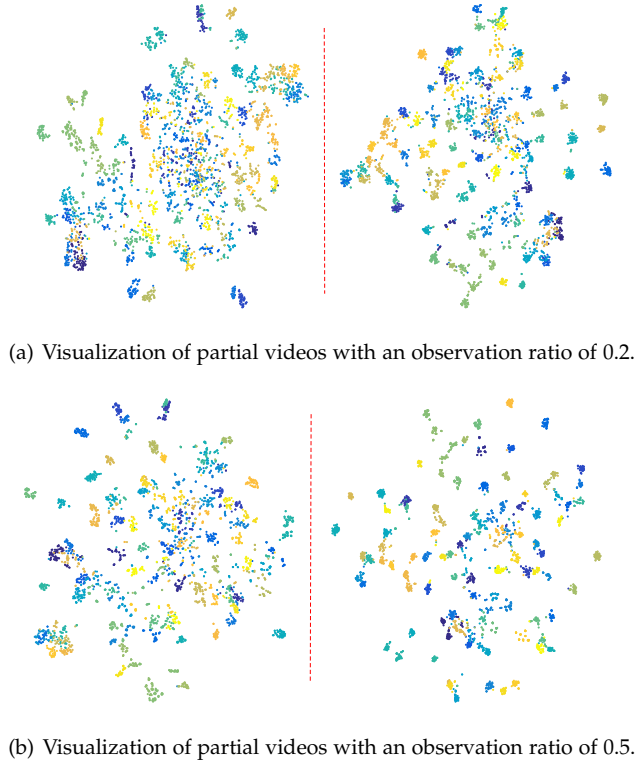 (a) Visualization of partial videos with an observation ratio of 0.2.
(b) Visualization of partial videos with an observation ratio of 0.5.